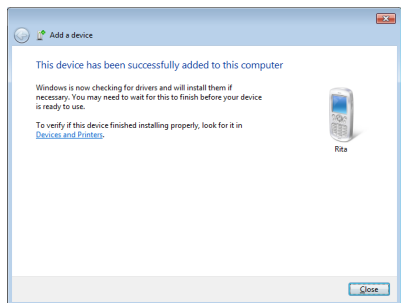 Add a device
This device has been successfully added to this computer
Windows is now checking for drivers and will install them if
necessary. You may need to wait for this to finish before your device
is ready to use.
To verify if this device finished installing properly, look for it in
Devices and Printers.
Rita
Close